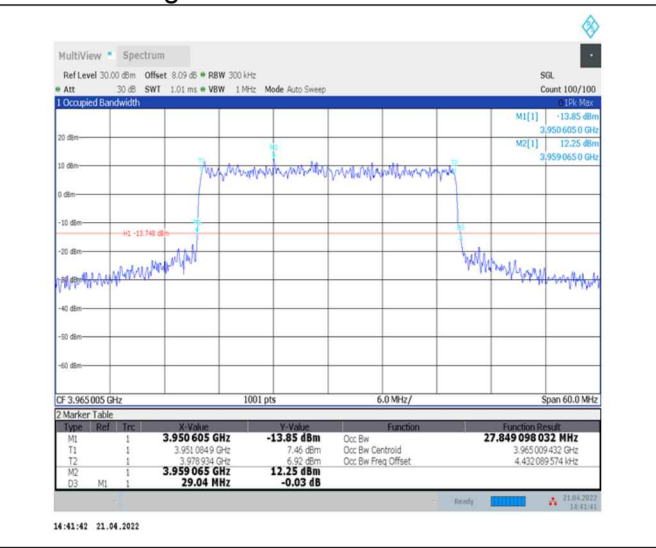 MultiView Spectrum
Ref Level 30.00 dBm Offset 8.09 dB RBW 300 kHz SGL
Att 30 dB SWT 1.01 ms VBW 1 MHz Mode Auto Sweep Count 100/100
1 Occupied Bandwidth 1Pk Max
M1[1] -13.85 dBm
3.950 605 0 GHz
M2[1] 12.25 dBm
3.959 065 0 GHz
20 dBm
10 dBm
0 dBm
-10 dBm
H1 -13.748 dBm
-20 dBm
-30 dBm
-40 dBm
-50 dBm
-60 dBm
CF 3.965 005 GHz 1001 pts 6.0 MHz/ Span 60.0 MHz
2 Marker Table
Type Ref Trc X-Value Y-Value Function Function Result
M1 1 3.950 605 GHz -13.85 dBm Occ Bw 27.849 098 032 MHz
T1 1 3.951 084 9 GHz 7.46 dBm Occ Bw Centroid 3.965 009 432 GHz
T2 1 3.978 934 GHz 6.92 dBm Occ Bw Freq Offset 4.432 089 574 kHz
M2 1 3.959 065 GHz 12.25 dBm
D3 M1 1 29.04 MHz -0.03 dB
Ready 21.04.2022
14:41:41
14:41:42 21.04.2022